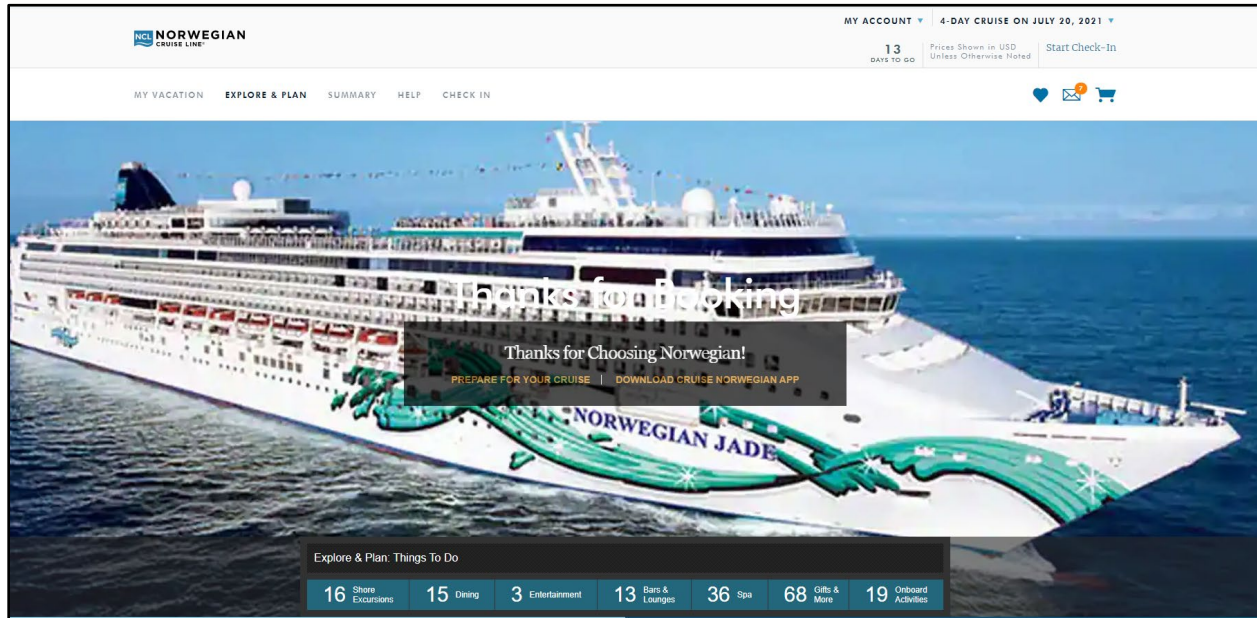 MY ACCOUNT ▼ 4-DAY CRUISE ON JULY 20, 2021 ▼
NCL NORWEGIAN
CRUISE LINE®
13
DAYS TO GO
Prices Shown in USD
Unless Otherwise Noted
Start Check-In
MY VACATION EXPLORE & PLAN SUMMARY HELP CHECK IN
7
Thanks for Booking
Thanks for Choosing Norwegian!
PREPARE FOR YOUR CRUISE | DOWNLOAD CRUISE NORWEGIAN APP
NORWEGIAN JADE
Explore & Plan: Things To Do
16 Shore Excursions
15 Dining
3 Entertainment
13 Bars & Lounges
36 Spa
68 Gifts & More
19 Onboard Activities